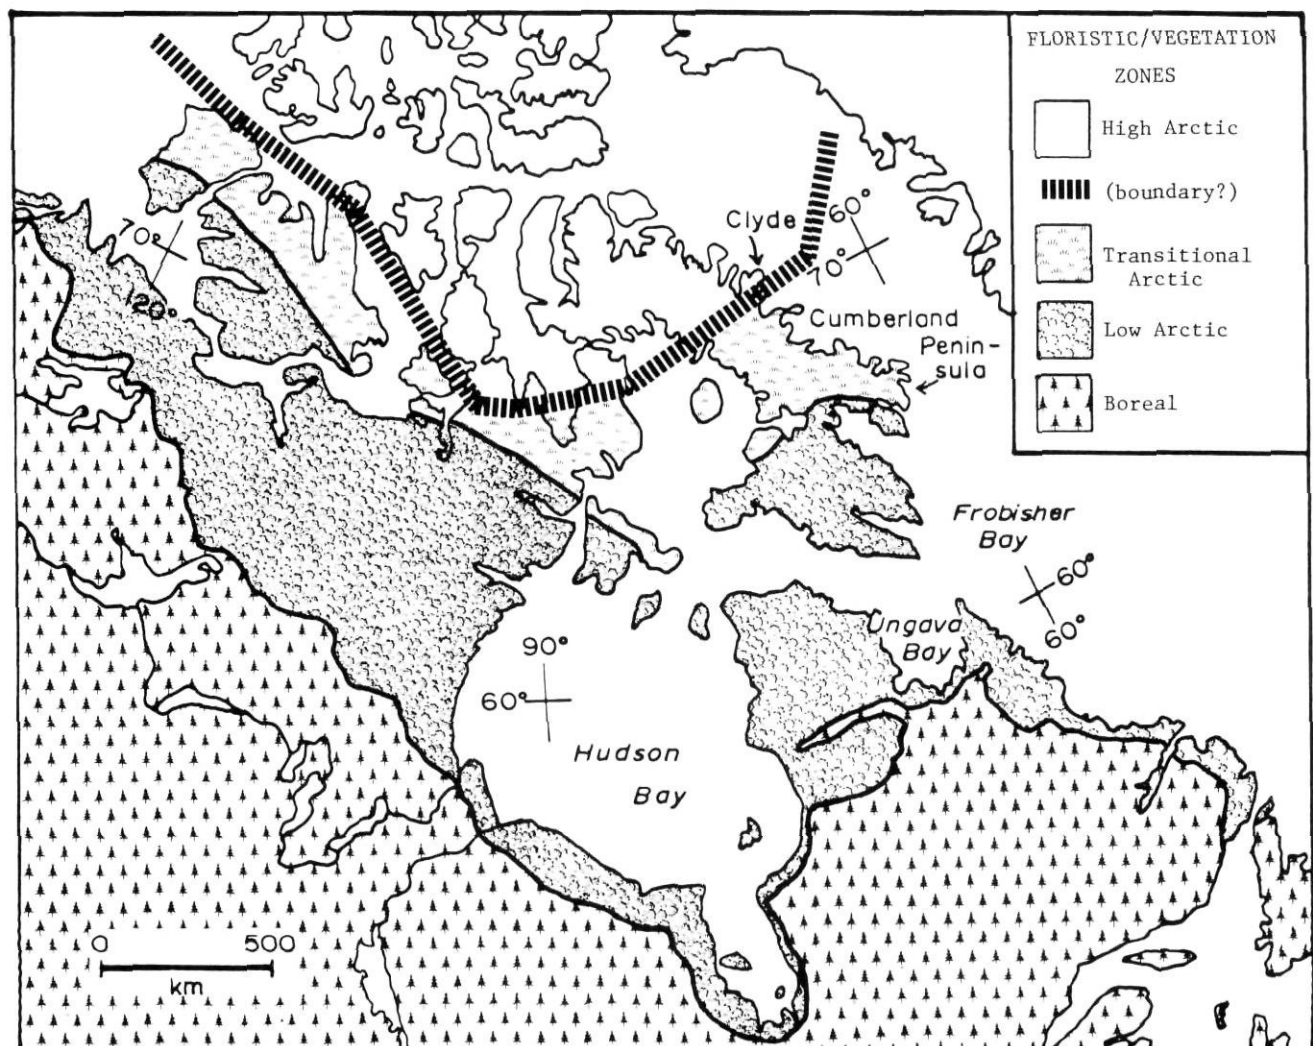 FLORISTIC/VEGETATION
ZONES
High Arctic
(boundary?)
Transitional
Arctic
Low Arctic
Boreal
60°
Clyde
70°
70°
120°
Cumberland
Penin-
sula
Frobisher
Bay
60°
60°
Ungava
Bay
90°
60°
Hudson
Bay
0 500
km